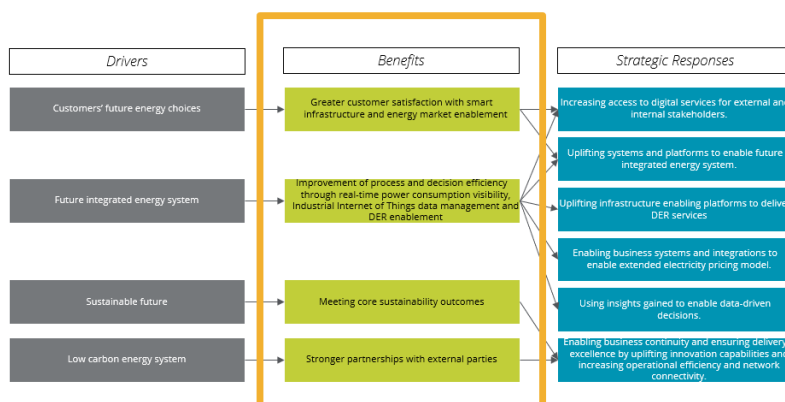 Drivers
Benefits
Strategic Responses
Customers' future energy choices
Greater customer satisfaction with smart
infrastructure and energy market enablement
Increasing access to digital services for external and
internal stakeholders.
Uplifting systems and platforms to enable future
integrated energy system.
Future integrated energy system
Improvement of process and decision efficiency
through real-time power consumption visibility,
Industrial Internet of Things data management and
DER enablement
Uplifting infrastructure enabling platforms to deliver
DER services
Enabling business systems and integrations to
enable extended electricity pricing model.
Sustainable future
Meeting core sustainability outcomes
Using insights gained to enable data-driven
decisions.
Low carbon energy system
Stronger partnerships with external parties
Enabling business continuity and ensuring delivery
excellence by uplifting innovation capabilities and
increasing operational efficiency and network
connectivity.